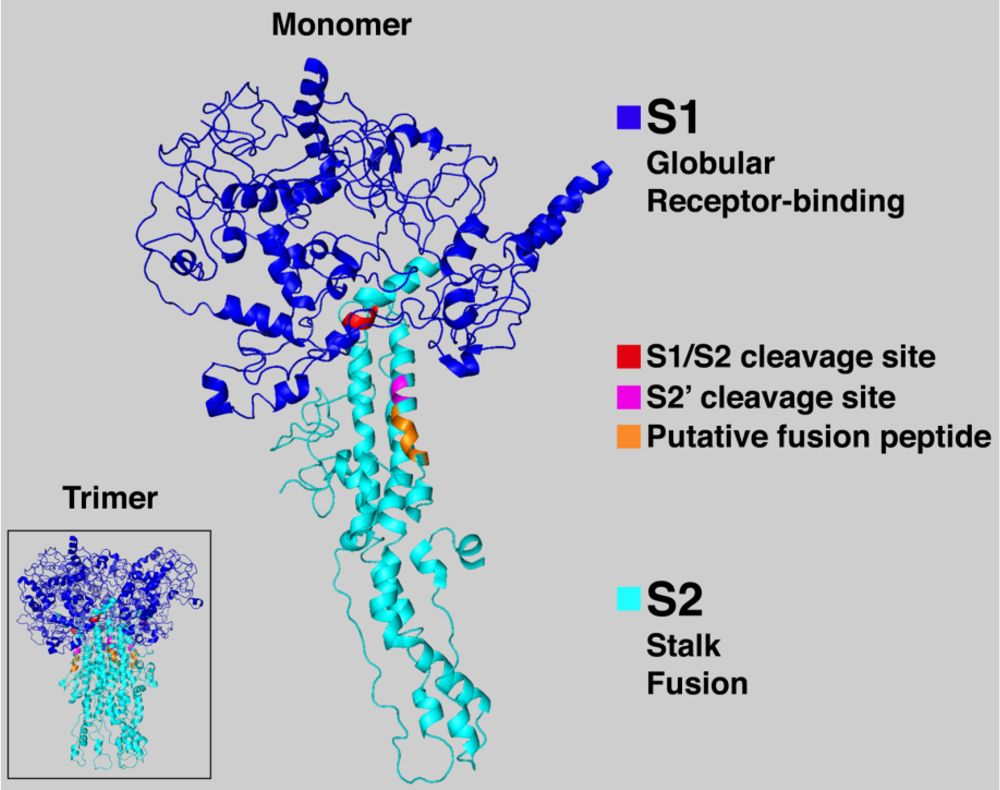 Monomer
S1
Globular
Receptor-binding
S1/S2 cleavage site
S2’ cleavage site
Putative fusion peptide
Trimer
S2
Stalk
Fusion